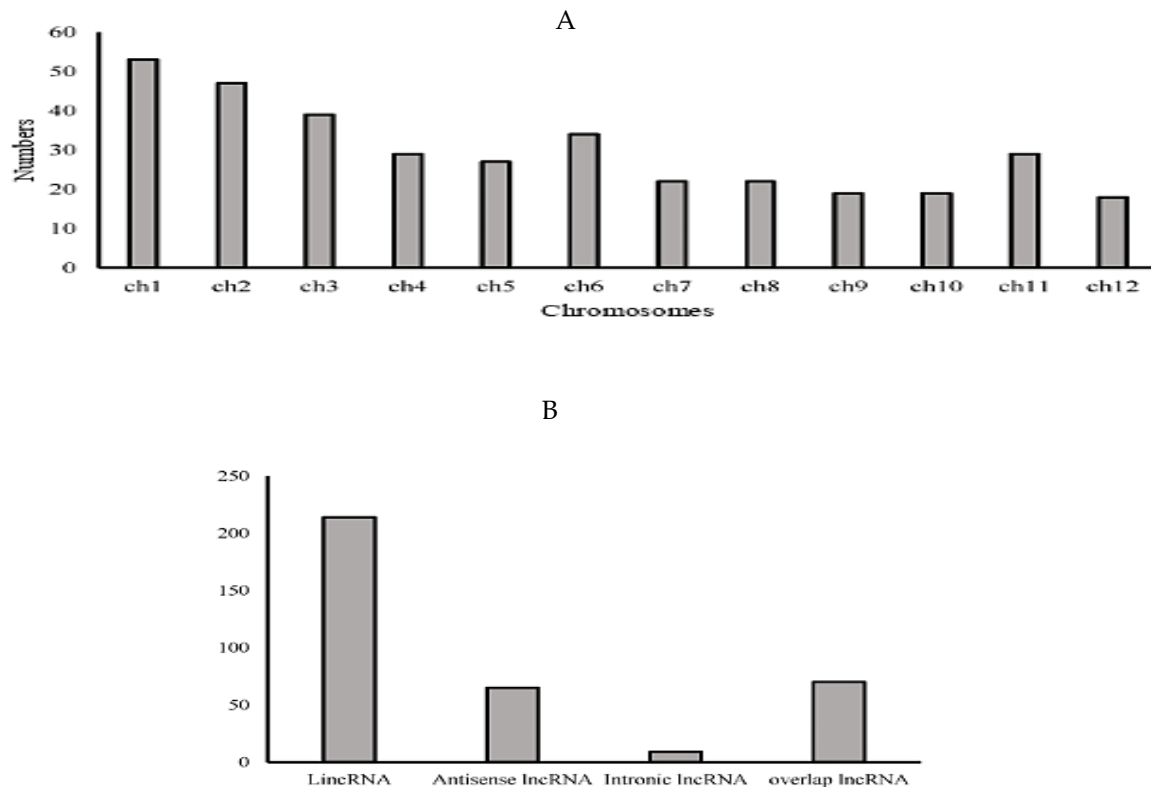 A
60
50
40
30
20
10
0
Numbers
ch1 ch2 ch3 ch4 ch5 ch6 ch7 ch8 ch9 ch10 ch11 ch12
Chromosomes
B
250
200
150
100
50
0
LincRNA Antisense lncRNA Intronic lncRNA overlap lncRNA